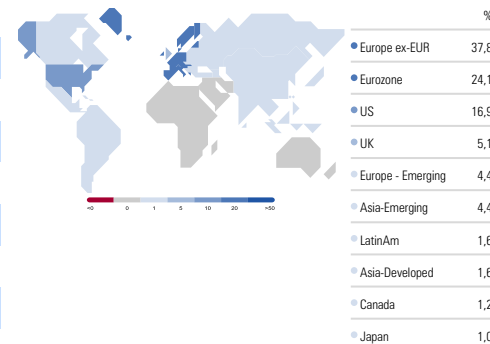 %
Europe ex-EUR 37,8
Eurozone 24,1
US 16,9
UK 5,1
Europe - Emerging 4,4
Asia-Emerging 4,4
LatinAm 1,6
Asia-Developed 1,6
Canada 1,2
Japan 1,0
<0 0 1 5 10 20 >50